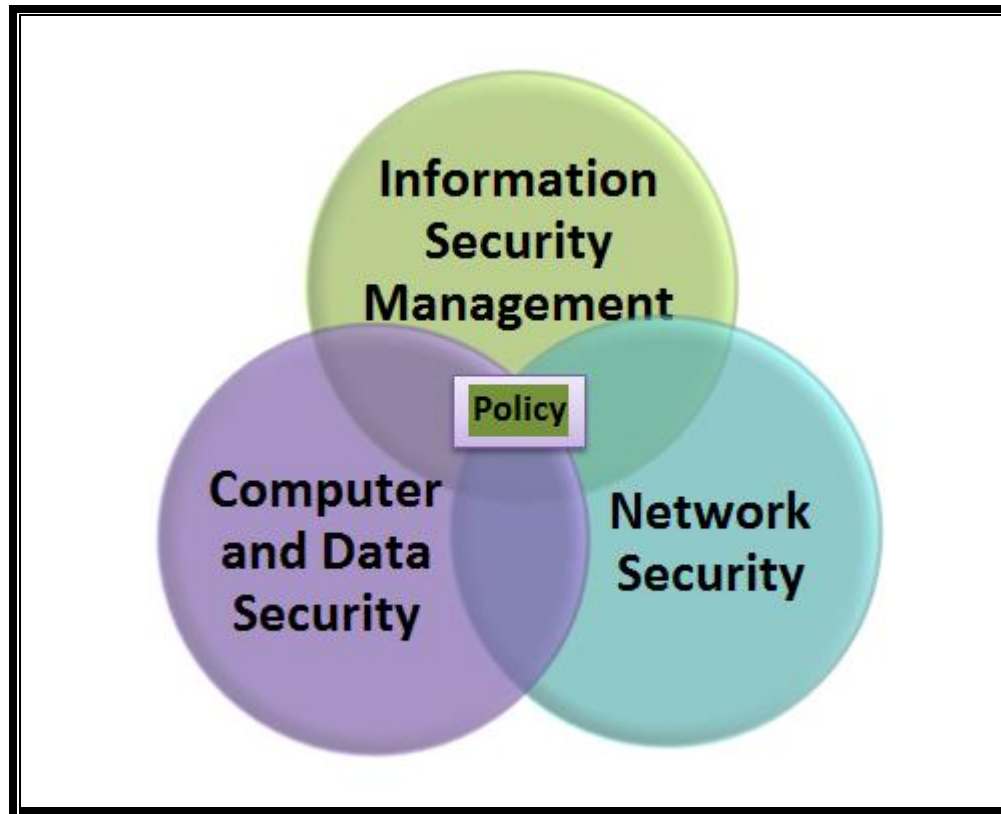 Information
Security
Management
Policy
Computer
and Data
Security
Network
Security